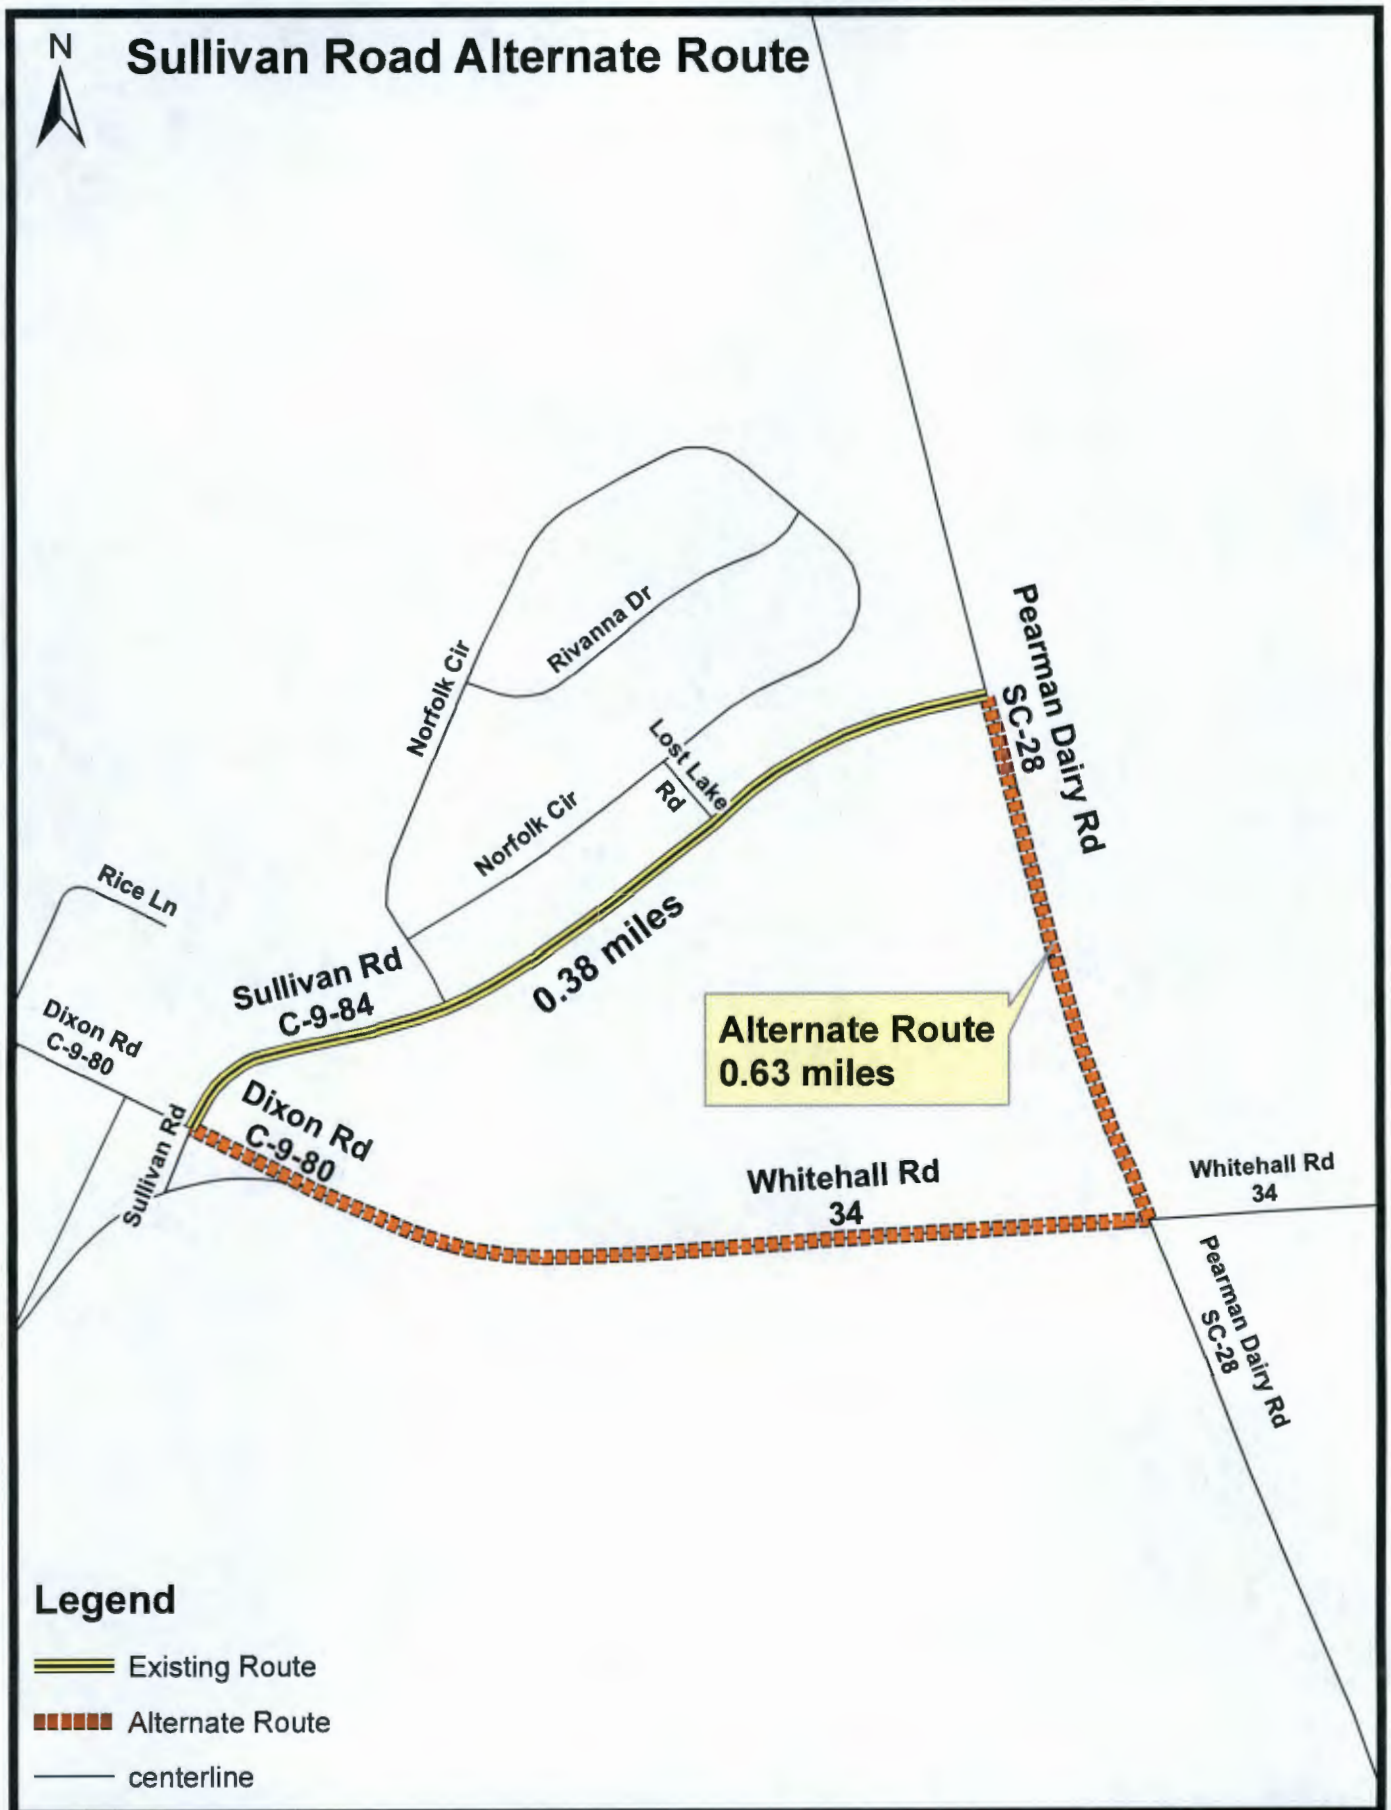 N
Sullivan Road Alternate Route
Pearman Dairy Rd
SC-28
Rivanna Dr
Norfolk Cir
Lost Lake
Rd
Norfolk Cir
Rice Ln
0.38 miles
Sullivan Rd
C-9-84
Dixon Rd
C-9-80
Alternate Route
0.63 miles
Dixon Rd
C-9-80
Sullivan Rd
Whitehall Rd
34
Whitehall Rd
34
Pearman Dairy Rd
SC-28
Legend
Existing Route
Alternate Route
centerline